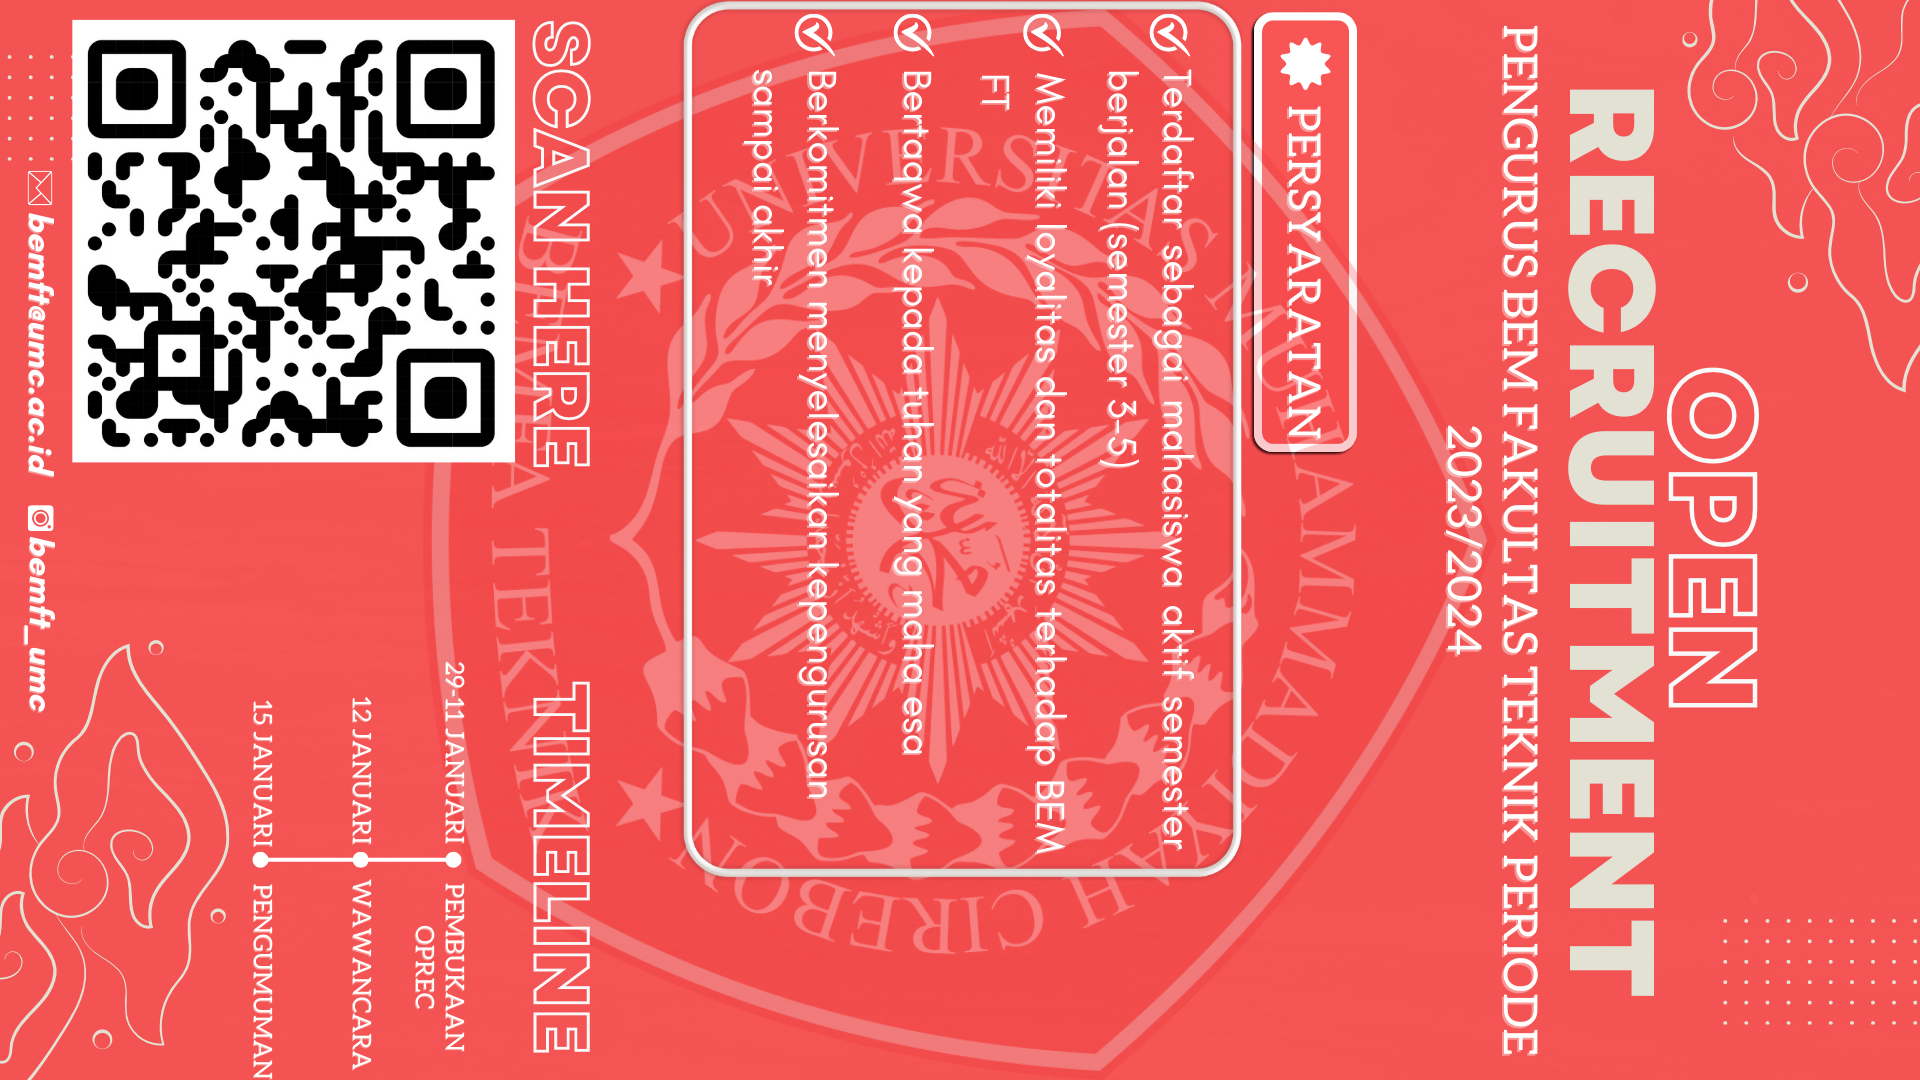 OPEN
RECRUITMENT
PENGURUS BEM FAKULTAS TEKNIK PERIODE
2023/2024
PERSYARATAN
Terdaftar sebagai mahasiswa aktif semester
berjalan (semester 3-5)
Memiliki loyalitas dan totalitas terhadap BEM
FT
Bertaqwa kepada tuhan yang maha esa
Berkomitmen menyelesaikan kepengurusan
sampai akhir
UNIVERSITAS MUHAMMADIYAH CIREBON
TEKNIK
SCAN HERE
TIMELINE
29-11 JANUARI PEMBUKAAN
OPREC
12 JANUARI WAWANCARA
15 JANUARI PENGUMUMAN
bemft@umc.ac.id bemft_umc